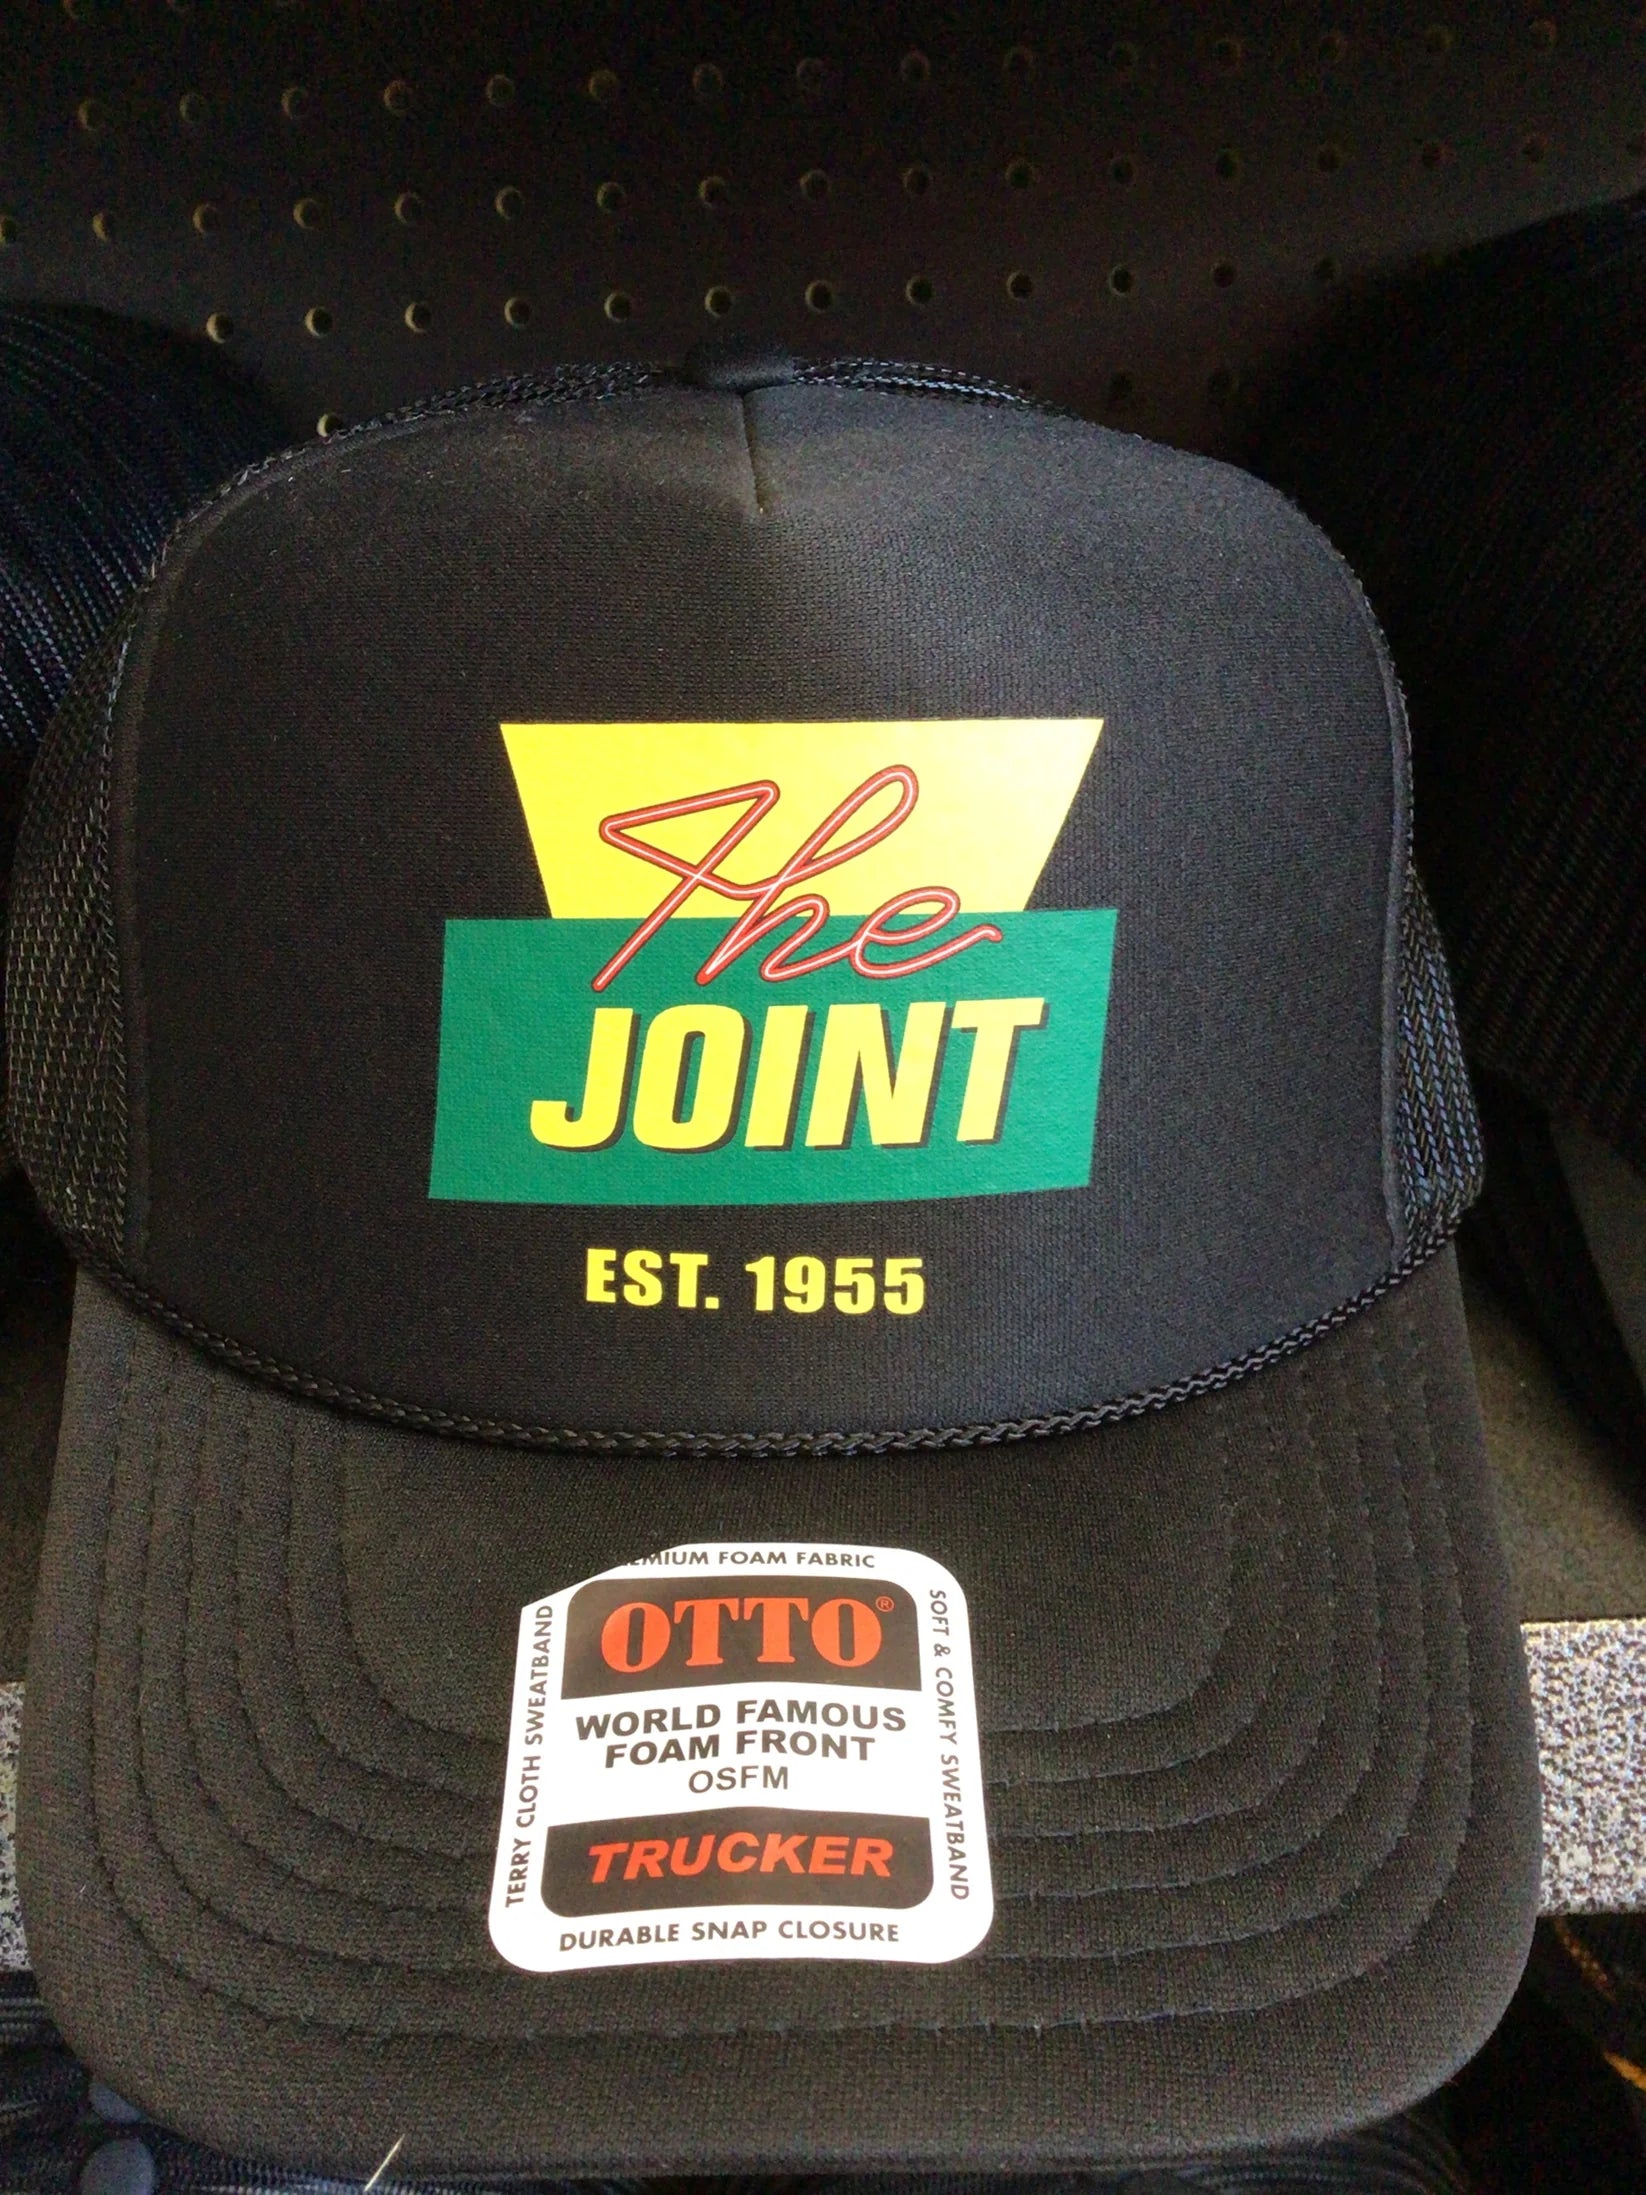 The
JOINT
EST. 1955
EMIUM FOAM FABRIC
OTTO®
WORLD FAMOUS
FOAM FRONT
OSFM
TRUCKER
TERRY CLOTH SWEATBAND
SOFT & COMFY SWEATBAND
DURABLE SNAP CLOSURE